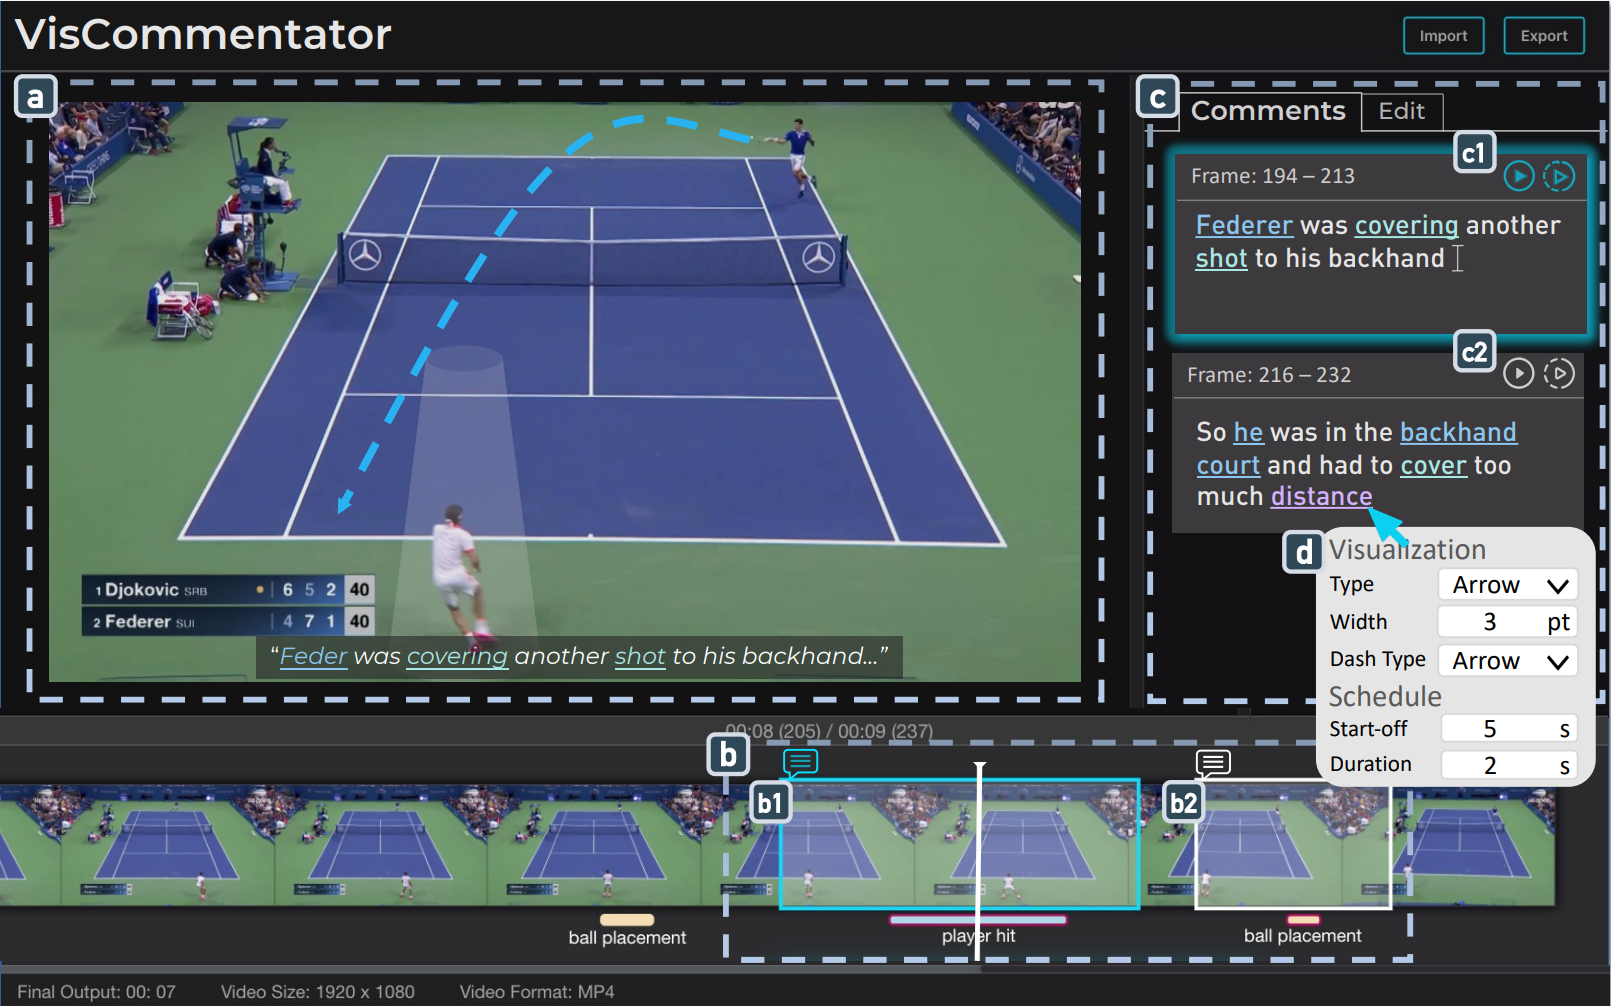 VisCommentator
Import
Export
a
1 Djokovic SRB 6 5 2 40
2 Federer SUI 4 7 1 40
“Feder was covering another shot to his backhand...”
c
Comments
Edit
c1
Frame: 194 – 213
Federer was covering another
shot to his backhand
c2
Frame: 216 – 232
So he was in the backhand
court and had to cover too
much distance
d
Visualization
Type Arrow
Width 3 pt
Dash Type Arrow
Schedule
Start-off 5 s
Duration 2 s
00:08 (205) / 00:09 (237)
b
b1
b2
ball placement
player hit
ball placement
Final Output: 00: 07
Video Size: 1920 x 1080
Video Format: MP4